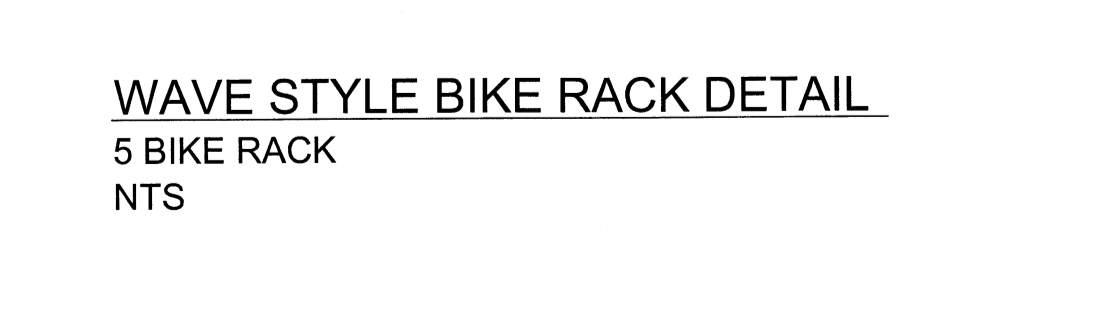 WAVE STYLE BIKE RACK DETAIL
5 BIKE RACK
NTS